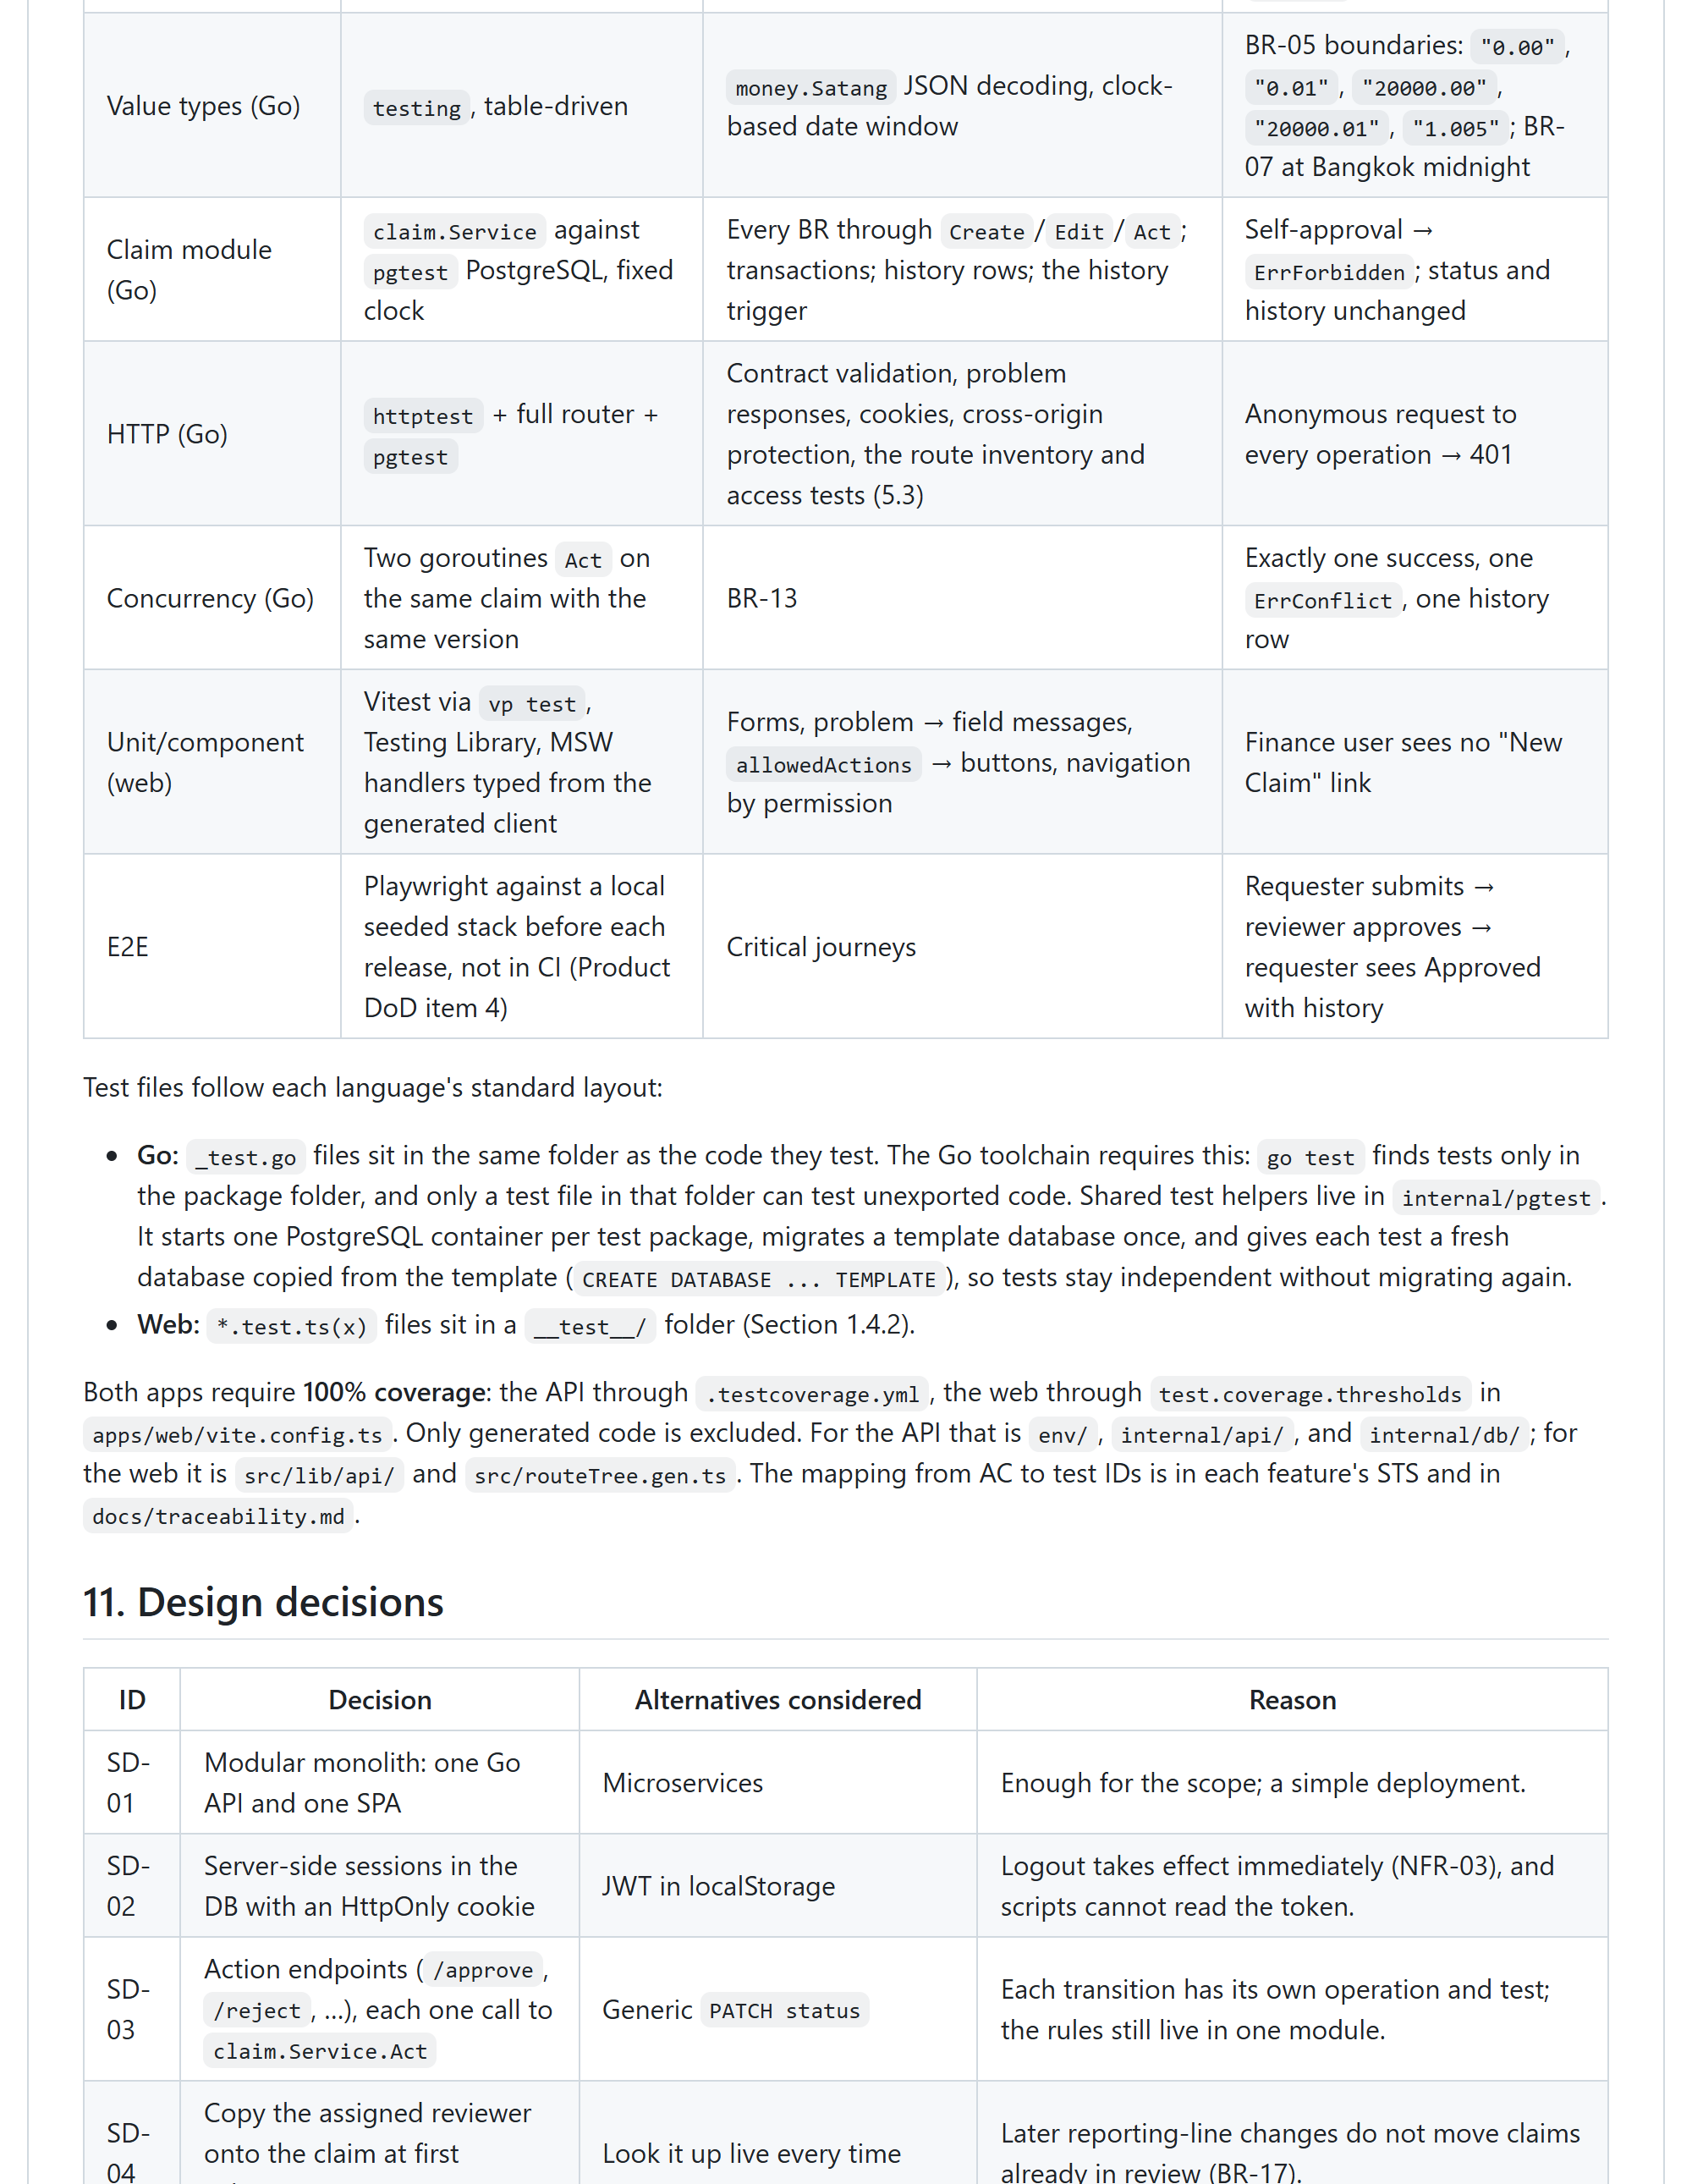 BR-05 boundaries: "0.00",
Value types (Go)
testing, table-driven
money.Satang JSON decoding, clock-
based date window
"0.01", "20000.00",
"20000.01", "1.005"; BR-
07 at Bangkok midnight
Claim module
(Go)
claim.Service against
pgtest PostgreSQL, fixed
clock
Every BR through Create/Edit/Act;
transactions; history rows; the history
trigger
Self-approval →
ErrForbidden; status and
history unchanged
HTTP (Go)
httptest + full router +
pgtest
Contract validation, problem
responses, cookies, cross-origin
protection, the route inventory and
access tests (5.3)
Anonymous request to
every operation → 401
Concurrency (Go)
Two goroutines Act on
the same claim with the
same version
BR-13
Exactly one success, one
ErrConflict, one history
row
Unit/component
(web)
Vitest via vp test,
Testing Library, MSW
handlers typed from the
generated client
Forms, problem → field messages,
allowedActions → buttons, navigation
by permission
Finance user sees no "New
Claim" link
E2E
Playwright against a local
seeded stack before each
release, not in CI (Product
DoD item 4)
Critical journeys
Requester submits →
reviewer approves →
requester sees Approved
with history
Test files follow each language's standard layout:
• Go: _test.go files sit in the same folder as the code they test. The Go toolchain requires this: go test finds tests only in
the package folder, and only a test file in that folder can test unexported code. Shared test helpers live in internal/pgtest.
It starts one PostgreSQL container per test package, migrates a template database once, and gives each test a fresh
database copied from the template (CREATE DATABASE ... TEMPLATE), so tests stay independent without migrating again.
• Web: *.test.ts(x) files sit in a __test__/ folder (Section 1.4.2).
Both apps require 100% coverage: the API through .testcoverage.yml, the web through test.coverage.thresholds in
apps/web/vite.config.ts. Only generated code is excluded. For the API that is env/, internal/api/, and internal/db/; for
the web it is src/lib/api/ and src/routeTree.gen.ts. The mapping from AC to test IDs is in each feature's STS and in
docs/traceability.md.
11. Design decisions
ID
Decision
Alternatives considered
Reason
SD-
01
Modular monolith: one Go
API and one SPA
Microservices
Enough for the scope; a simple deployment.
SD-
02
Server-side sessions in the
DB with an HttpOnly cookie
JWT in localStorage
Logout takes effect immediately (NFR-03), and
scripts cannot read the token.
SD-
03
Action endpoints (/approve,
/reject, …), each one call to
claim.Service.Act
Generic PATCH status
Each transition has its own operation and test;
the rules still live in one module.
SD-
04
Copy the assigned reviewer
onto the claim at first
Look it up live every time
Later reporting-line changes do not move claims
already in review (BR-17).